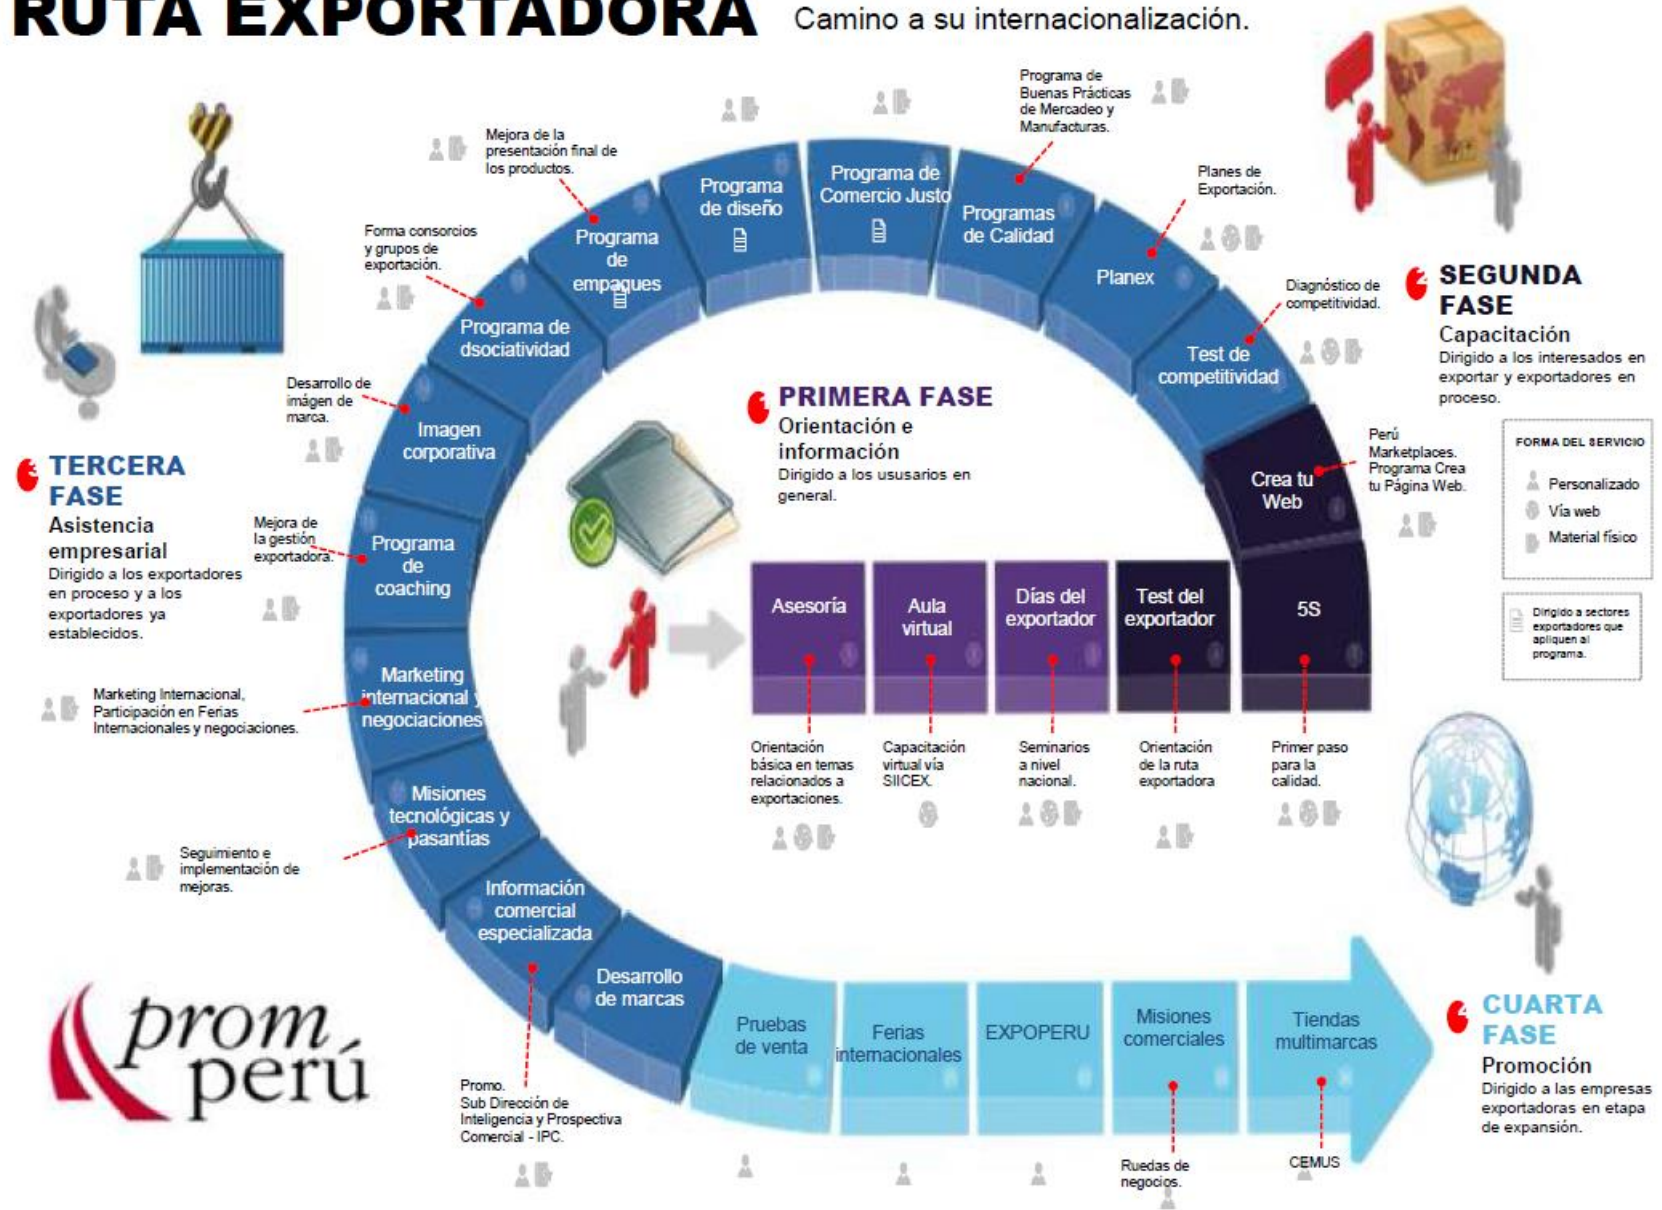 RUTA EXPORTADORA
Camino a su internacionalización.
Programa de
Buenas Prácticas
de Mercadeo y
Manufacturas.
Mejora de la
presentación final de
los productos.
Planes de
Exportación.
Forma consorcios
y grupos de
exportación.
Diagnóstico de
competitividad.
Desarrollo de
imágen de
marca.
Programa
de diseño
Programa de
Comercio Justo
Programas
de Calidad
Programa
de
empaques
Planex
Programa de
dsociatividad
Test de
competitividad
Imagen
corporativa
2 SEGUNDA
FASE
Capacitación
Dirigido a los interesados en
exportar y exportadores en
proceso.
1 PRIMERA FASE
Orientación e
información
Dirigido a los ususarios en
general.
Perú
Marketplaces.
Programa Crea
tu Página Web.
Crea tu
Web
FORMA DEL SERVICIO
Personalizado
Vía web
Material físico
Dirigido a sectores
exportadores que
apliquen al
programa.
3 TERCERA
FASE
Asistencia
empresarial
Dirigido a los exportadores
en proceso y a los
exportadores ya
establecidos.
Mejora de
la gestión
exportadora.
Programa
de
coaching
Asesoría
Aula
virtual
Días del
exportador
Test del
exportador
5S
Marketing
internacional y
negociaciones
Marketing Internacional,
Participación en Ferias
Internacionales y negociaciones.
Orientación
básica en temas
relacionados a
exportaciones.
Capacitación
virtual vía
SIICEX.
Seminarios
a nivel
nacional.
Orientación
de la ruta
exportadora
Primer paso
para la
calidad.
Misiones
tecnológicas y
pasantías
Seguimiento e
implementación de
mejoras.
Información
comercial
especializada
Desarrollo
de marcas
Promo.
Sub Dirección de
Inteligencia y Prospectiva
Comercial - IPC.
Pruebas
de venta
Ferias
internacionales
EXPOPERU
Misiones
comerciales
Tiendas
multimarcas
Ruedas de
negocios.
CEMUS
4 CUARTA
FASE
Promoción
Dirigido a las empresas
exportadoras en etapa
de expansión.
prom
perú